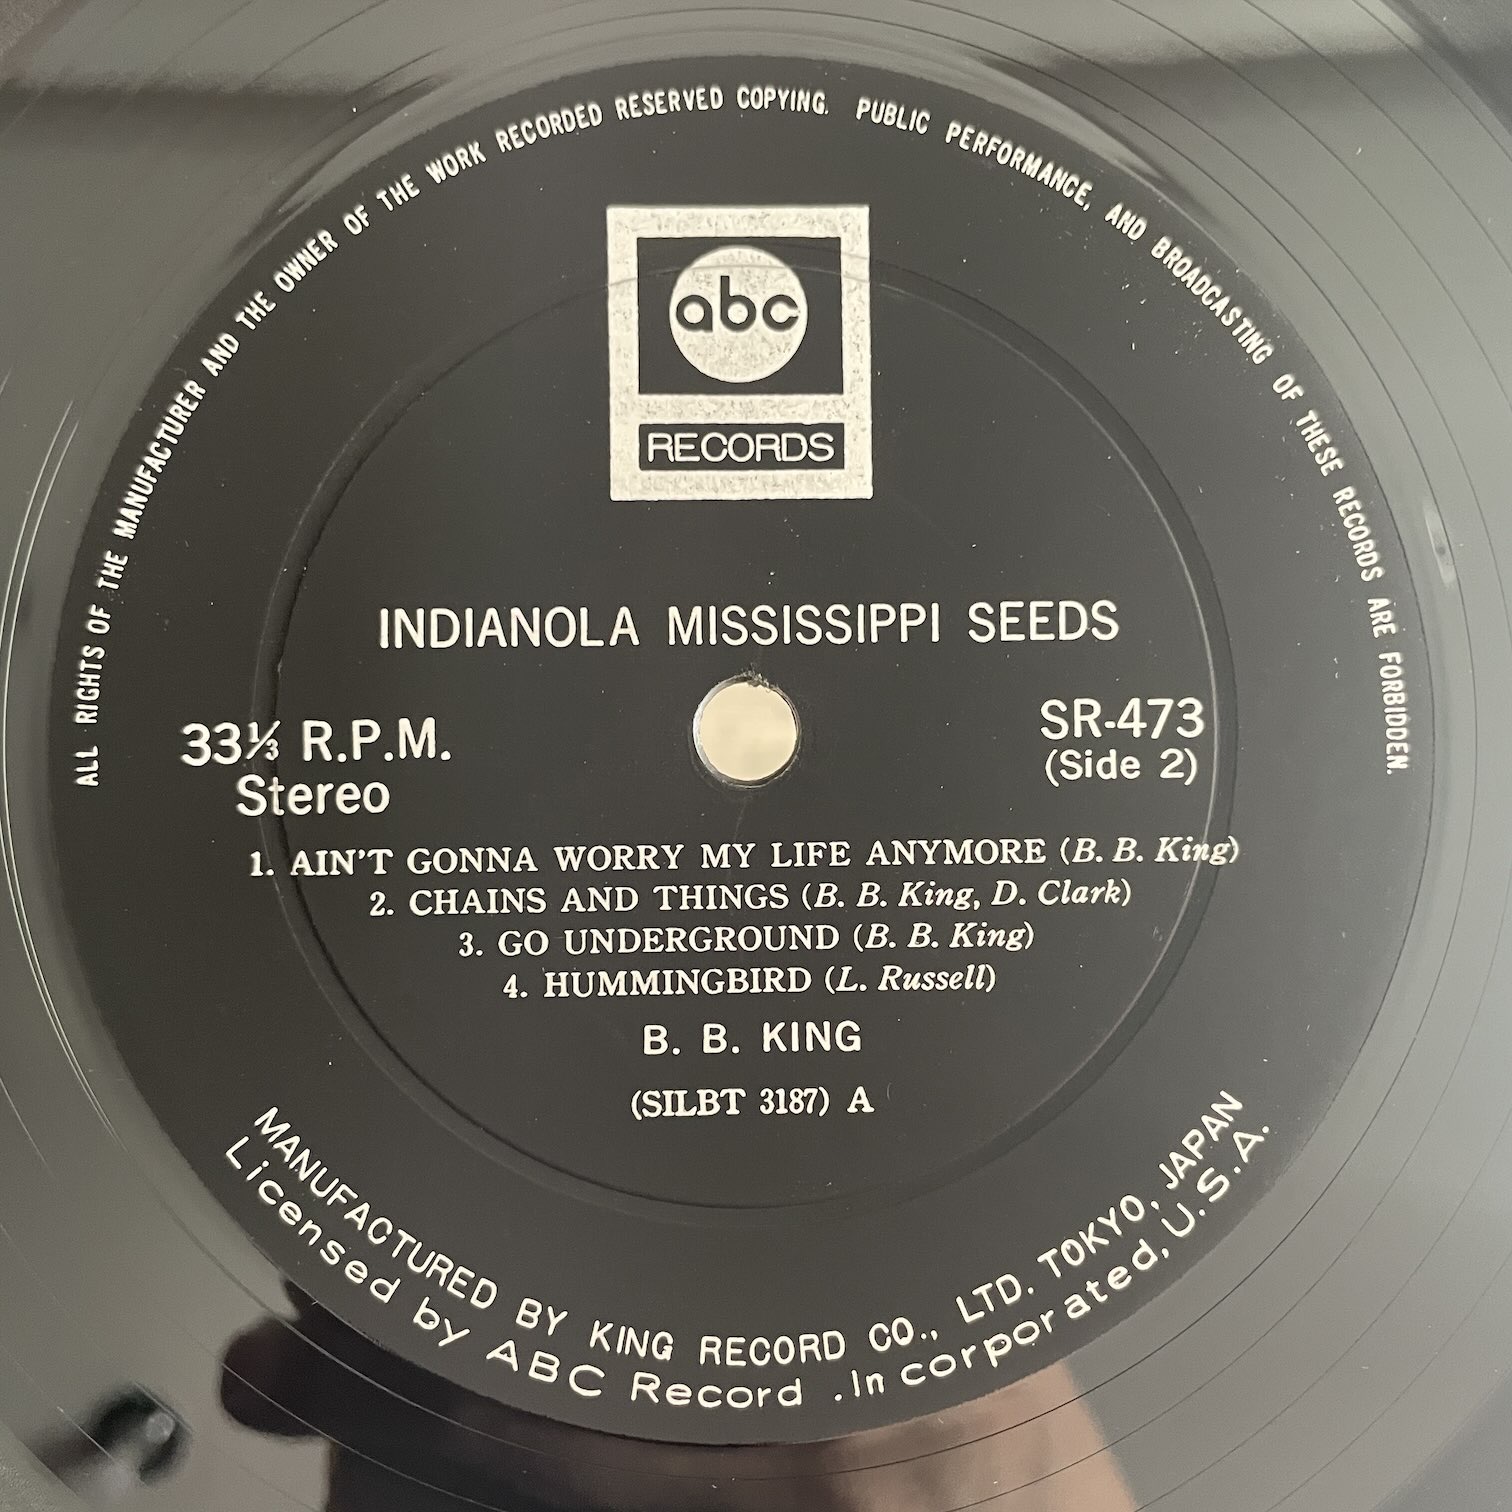 ALL RIGHTS OF THE MANUFACTURER AND THE OWNER OF THE WORK RECORDED RESERVED COPYING. PUBLIC PERFORMANCE, AND BROADCASTING OF THESE RECORDS ARE FORBIDDEN.
abc
RECORDS
INDIANOLA MISSISSIPPI SEEDS
33⅓ R.P.M.
Stereo
SR-473
(Side 2)
1. AIN'T GONNA WORRY MY LIFE ANYMORE (B. B. King)
2. CHAINS AND THINGS (B. B. King, D. Clark)
3. GO UNDERGROUND (B. B. King)
4. HUMMINGBIRD (L. Russell)
B. B. KING
(SILBT 3187) A
MANUFACTURED BY KING RECORD CO., LTD. TOKYO, JAPAN
Licensed by ABC Record .Incorporated, U.S.A.